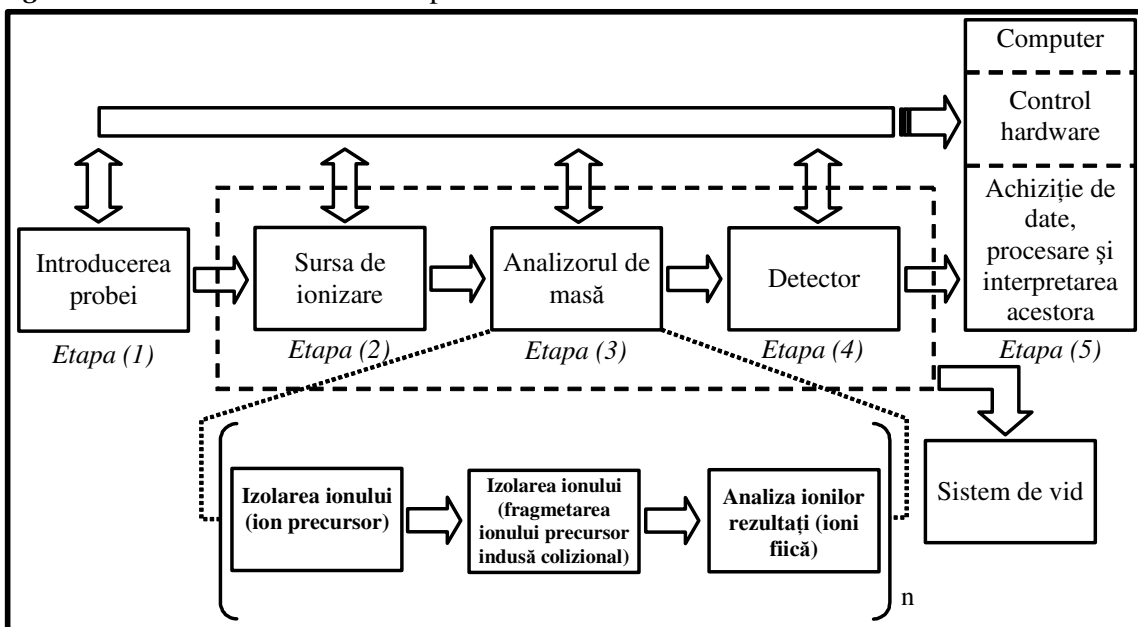 Computer
Control
hardware
Achiziție de
date,
procesare şi
interpretarea
acestora
Introducerea
probei
Sursa de
ionizare
Analizorul de
masă
Detector
Etapa (1)
Etapa (2)
Etapa (3)
Etapa (4)
Etapa (5)
Izolarea ionului
(ion precursor)
Izolarea ionului
(fragmetarea
ionului precursor
indusă colizional)
Analiza ionilor
rezultați (ioni
fiică)
n
Sistem de vid